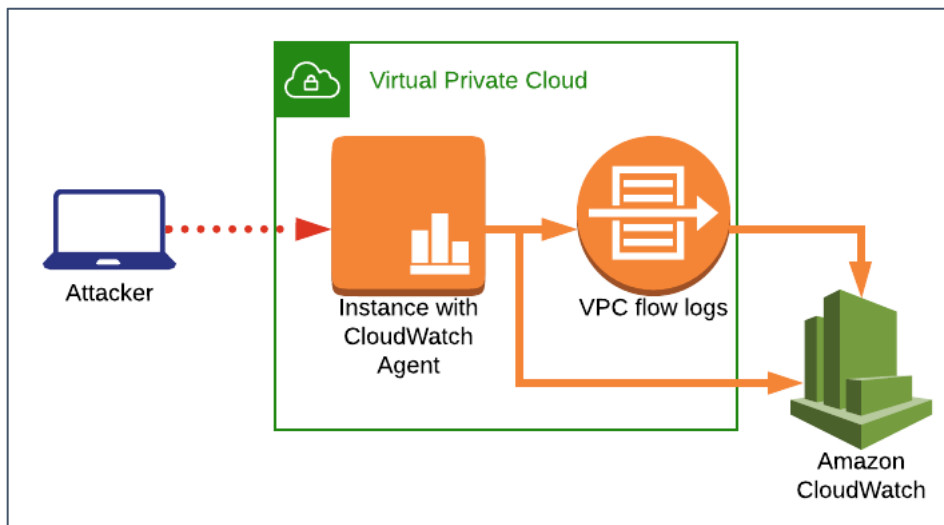 Virtual Private Cloud
Attacker
Instance with
CloudWatch
Agent
VPC flow logs
Amazon
CloudWatch